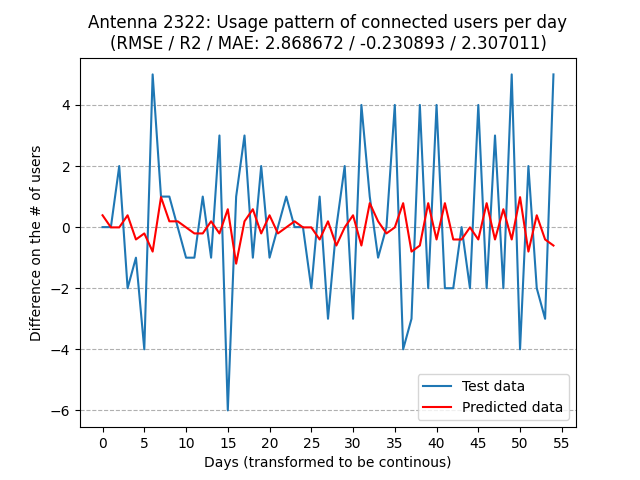 Antenna 2322: Usage pattern of connected users per day
(RMSE / R2 / MAE: 2.868672 / -0.230893 / 2.307011)
Difference on the # of users
4
2
0
−2
−4
−6
Test data
Predicted data
0 5 10 15 20 25 30 35 40 45 50 55
Days (transformed to be continous)